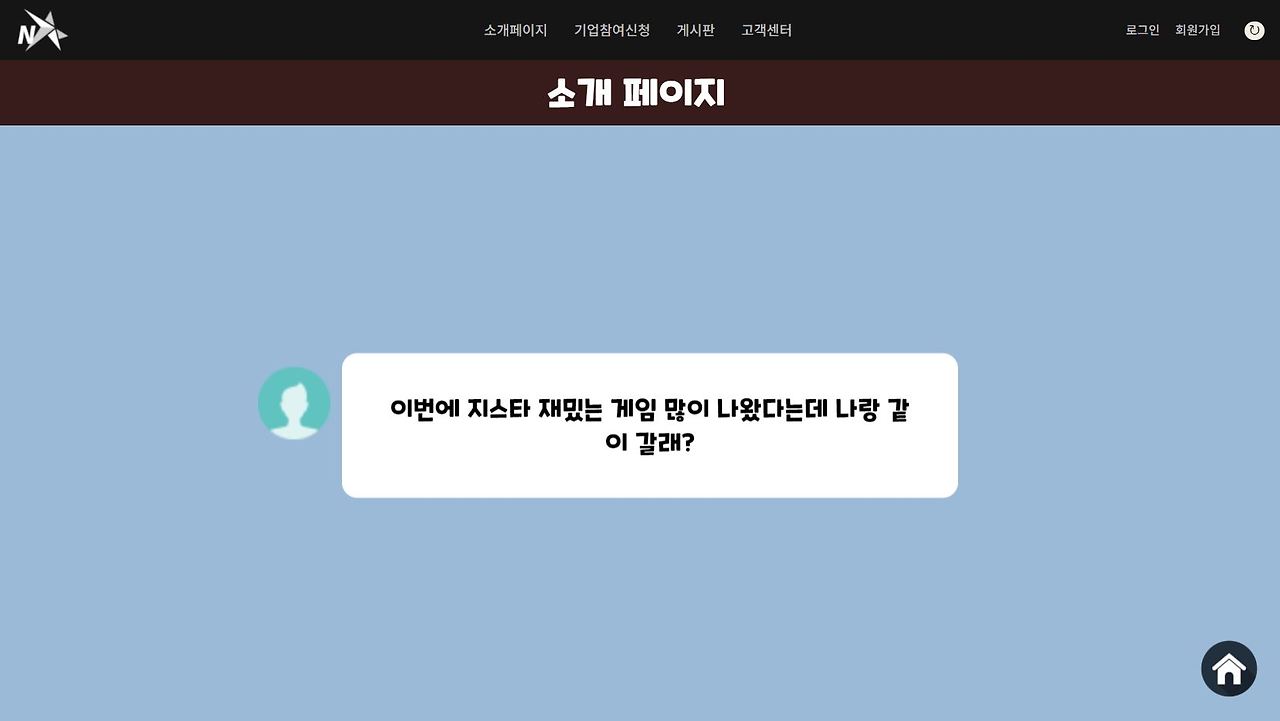 N
소개페이지 기업참여신청 게시판 고객센터 로그인 회원가입
소개 페이지
이번에 지스타 재밌는 게임 많이 나왔다는데 나랑 같
이 갈래?